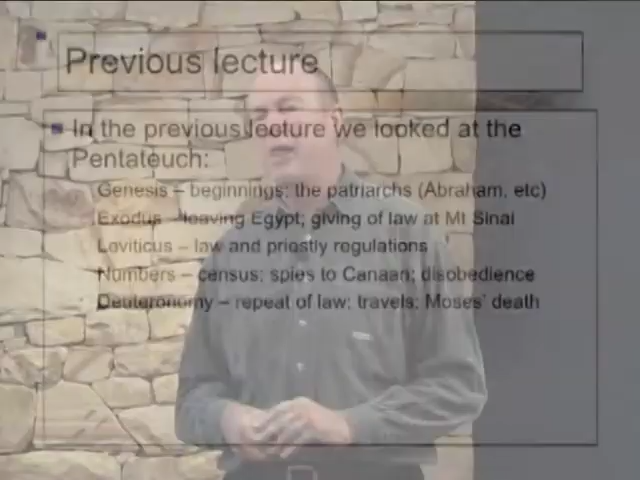 Previous lecture
In the previous lecture we looked at the
Pentateuch:
Genesis – beginnings; the patriarchs (Abraham, etc)
Exodus – leaving Egypt; giving of law at Mt Sinai
Leviticus – law and priestly regulations
Numbers – census; spies to Canaan; disobedience
Deuteronomy – repeat of law; travels; Moses' death